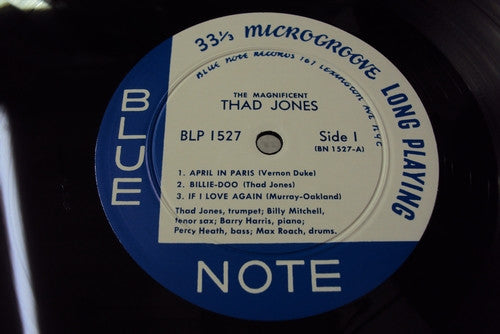 33⅓ MICROGROOVE LONG PLAYING
BLUE NOTE RECORDS 767 LEXINGTON AVE NYC
THE MAGNIFICENT
THAD JONES
BLP 1527
Side 1
(BN 1527-A)
1. APRIL IN PARIS (Vernon Duke)
2. BILLIE-DOO (Thad Jones)
3. IF I LOVE AGAIN (Murray-Oakland)
Thad Jones, trumpet; Billy Mitchell,
tenor sax; Barry Harris, piano;
Percy Heath, bass; Max Roach, drums.
BLUE
NOTE